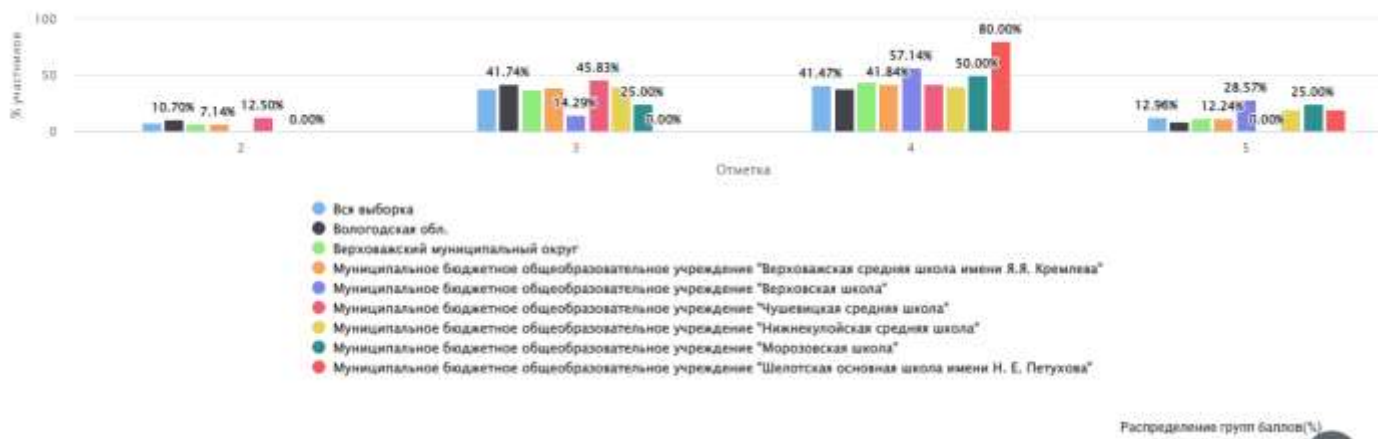 100
50
0
% участников
10.70%
7.14%
12.50%
0.00%
41.74%
14.29%
45.83%
25.00%
0.00%
41.47%
41.84%
57.14%
50.00%
80.00%
12.96%
12.24%
28.57%
0.00%
25.00%
2
3
4
5
Отметка
Вся выборка
Вологодская обл.
Верховажский муниципальный округ
Муниципальное бюджетное общеобразовательное учреждение "Верховажская средняя школа имени Я.Я. Кремлева"
Муниципальное бюджетное общеобразовательное учреждение "Верховская школа"
Муниципальное бюджетное общеобразовательное учреждение "Чушевицкая средняя школа"
Муниципальное бюджетное общеобразовательное учреждение "Нижнекулойская средняя школа"
Муниципальное бюджетное общеобразовательное учреждение "Морозовская школа"
Муниципальное бюджетное общеобразовательное учреждение "Шелотская основная школа имени Н. Е. Петухова"
Распределение групп баллов(%)